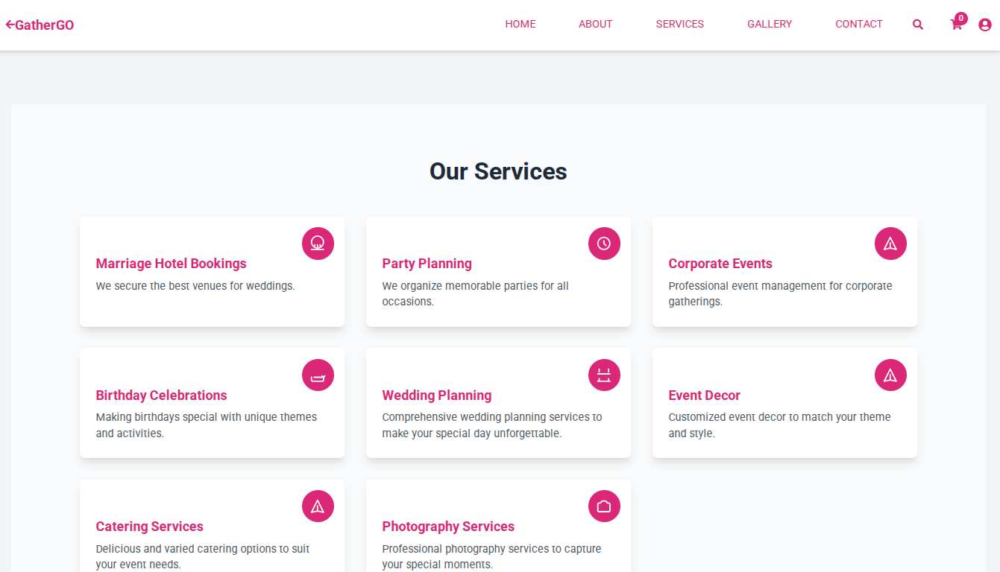 GatherGO
HOME ABOUT SERVICES GALLERY CONTACT 0
Our Services
Marriage Hotel Bookings
We secure the best venues for weddings.
Party Planning
We organize memorable parties for all
occasions.
Corporate Events
Professional event management for corporate
gatherings.
Birthday Celebrations
Making birthdays special with unique themes
and activities.
Wedding Planning
Comprehensive wedding planning services to
make your special day unforgettable.
Event Decor
Customized event decor to match your theme
and style.
Catering Services
Delicious and varied catering options to suit
your event needs.
Photography Services
Professional photography services to capture
your special moments.